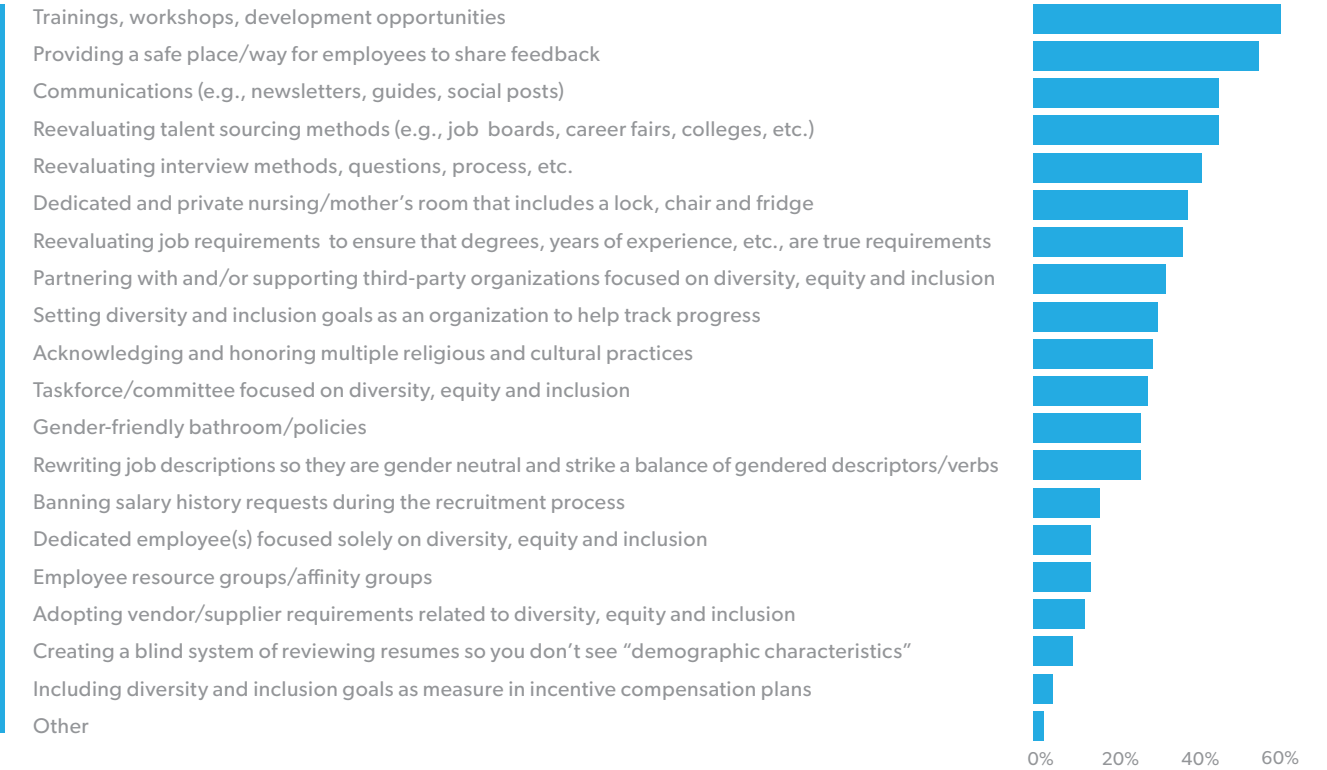 Trainings, workshops, development opportunities
Providing a safe place/way for employees to share feedback
Communications (e.g., newsletters, guides, social posts)
Reevaluating talent sourcing methods (e.g., job  boards, career fairs, colleges, etc.)
Reevaluating interview methods, questions, process, etc.
Dedicated and private nursing/mother’s room that includes a lock, chair and fridge
Reevaluating job requirements  to ensure that degrees, years of experience, etc., are true requirements
Partnering with and/or supporting third-party organizations focused on diversity, equity and inclusion
Setting diversity and inclusion goals as an organization to help track progress
Acknowledging and honoring multiple religious and cultural practices
Taskforce/committee focused on diversity, equity and inclusion
Gender-friendly bathroom/policies
Rewriting job descriptions so they are gender neutral and strike a balance of gendered descriptors/verbs
Banning salary history requests during the recruitment process
Dedicated employee(s) focused solely on diversity, equity and inclusion
Employee resource groups/affinity groups
Adopting vendor/supplier requirements related to diversity, equity and inclusion
Creating a blind system of reviewing resumes so you don’t see “demographic characteristics”
Including diversity and inclusion goals as measure in incentive compensation plans
Other
0% 20% 40% 60%